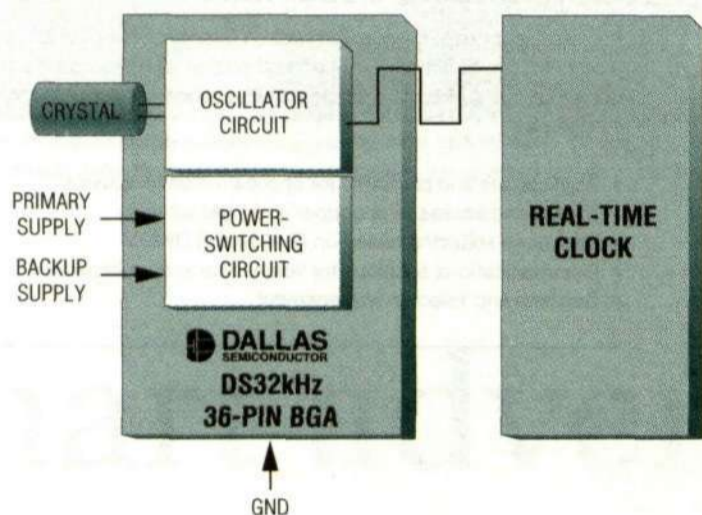 CRYSTAL
OSCILLATOR
CIRCUIT
PRIMARY
SUPPLY
BACKUP
SUPPLY
POWER-
SWITCHING
CIRCUIT
DALLAS
SEMICONDUCTOR
DS32kHz
36-PIN BGA
GND
REAL-TIME
CLOCK